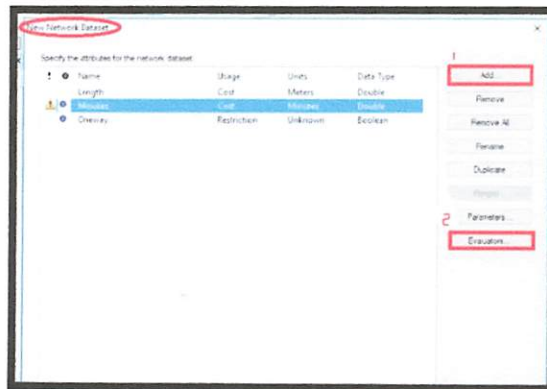 New Network Dataset
Specify the attributes for the network dataset:
! Name Usage Units Data Type
Length Cost Meters Double
Minutes Cost Minutes Double
Oneway Restriction Unknown Boolean
1
Add...
Remove
Remove All
Rename
Duplicate
2
Parameters...
Evaluators...